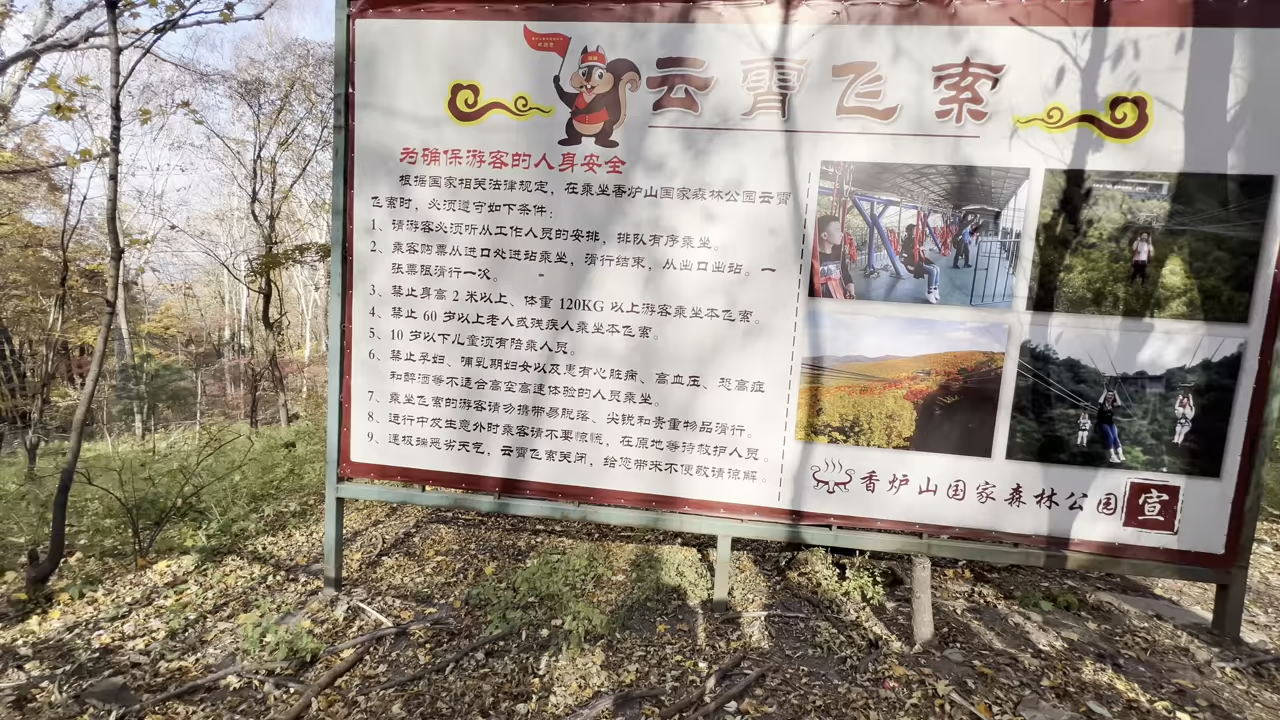 云霄飞索
为确保游客的人身安全
根据国家相关法律规定，在乘坐香炉山国家森林公园云霄
飞索时，必须遵守如下条件：
1、请游客必须听从工作人员的安排，排队有序乘坐。
2、乘客购票从进口处进站乘坐，滑行结束，从出口出站。一
张票限滑行一次。
3、禁止身高 2 米以上、体重 120KG 以上游客乘坐本飞索。
4、禁止 60 岁以上老人或残疾人乘坐本飞索。
5、10 岁以下儿童须有陪乘人员。
6、禁止孕妇、哺乳期妇女以及患有心脏病、高血压、恐高症
和醉酒等不适合高空高速体验的人员乘坐。
7、乘坐飞索的游客请勿携带易脱落、尖锐和贵重物品滑行。
8、运行中发生意外时乘客请不要惊慌，在原地等待救护人员。
9、遇极端恶劣天气，云霄飞索关闭，给您带来不便敬请谅解。
香炉山国家森林公园 宣